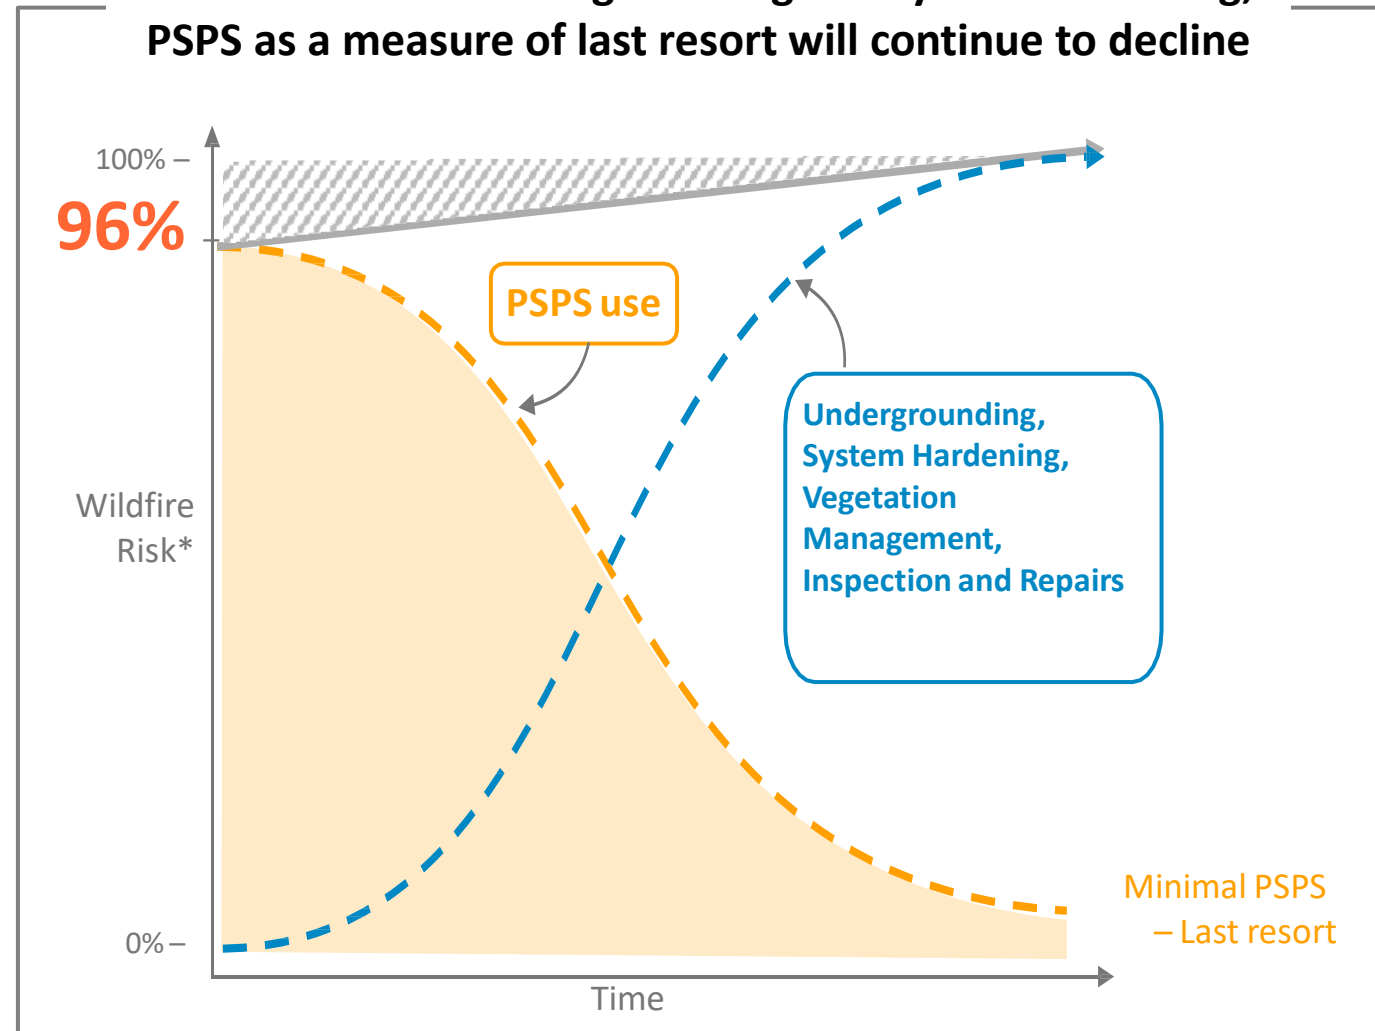 PSPS as a measure of last resort will continue to decline
100% –
96%
PSPS use
Undergrounding,
System Hardening,
Vegetation
Management,
Inspection and Repairs
Wildfire
Risk*
Minimal PSPS
– Last resort
0% –
Time